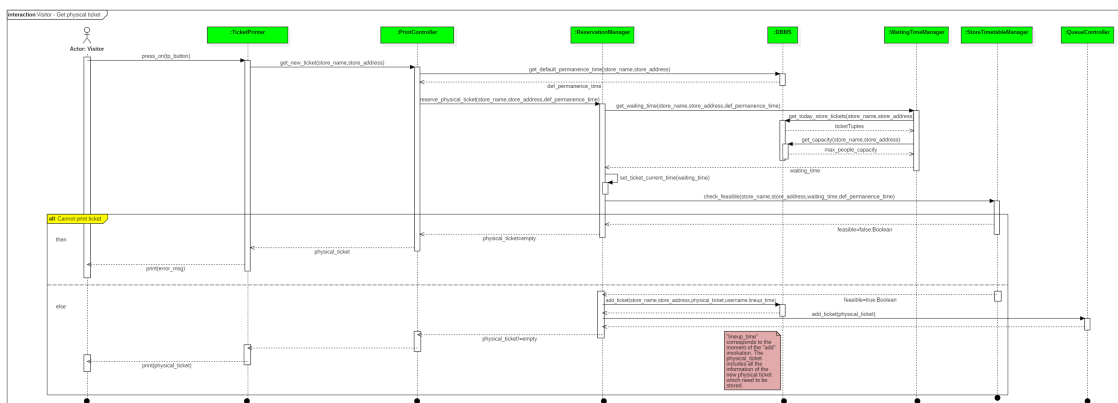 interaction Visitor - Get physical ticket
Actor: Visitor
:TicketPrinter
:PrintController
:ReservationManager
:DBMS
:WaitingTimeManager
:StoreTimetableManager
:QueueController
press_on(tp_button)
get_new_ticket(store_name,store_address)
get_default_permanence_time(store_name,store_address)
def_permanence_time
reserve_physical_ticket(store_name,store_address,def_permanence_time)
get_waiting_time(store_name,store_address,def_permanence_time)
get_today_store_tickets(store_name,store_address)
ticketTuples
get_capacity(store_name,store_address)
max_people_capacity
waiting_time
set_ticket_current_time(waiting_time)
check_feasible(store_name,store_address,waiting_time,def_permanence_time)
alt Cannot print ticket
feasible=false:Boolean
then
physical_ticket=empty
physical_ticket
print(error_msg)
feasible=true:Boolean
else
add_ticket(store_name,store_address,physical_ticket,username,lineup_time)
add_ticket(physical_ticket)
physical_ticket!=empty
print(physical_ticket)
"lineup_time"
corresponds to the
moment of the "add"
invokation. The
physical_ticket
includes all the
information of the
new physical ticket
which need to be
stored.